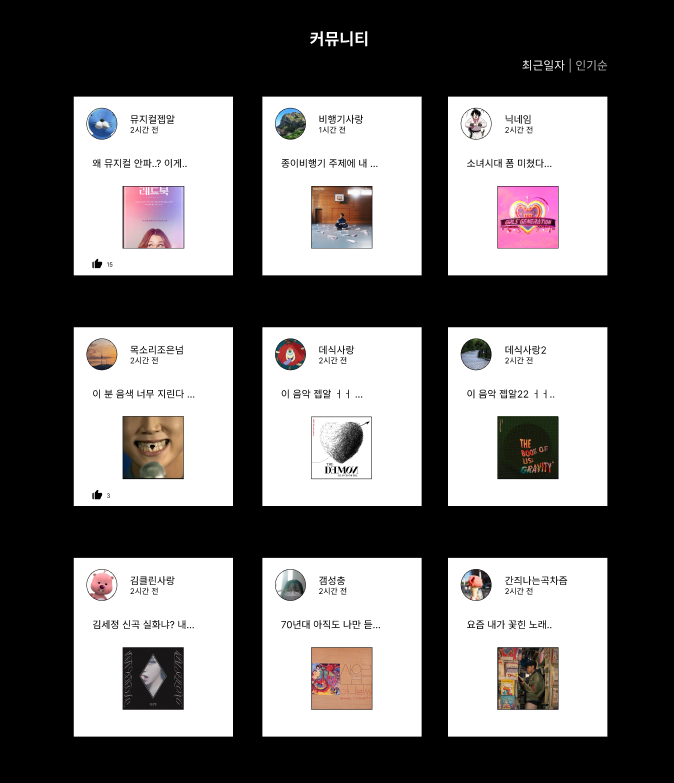 커뮤니티
최근일자 | 인기순
뮤지컬젭알
2시간 전
왜 뮤지컬 안파..? 이게..
레드북
15
비행기사랑
1시간 전
종이비행기 주제에 내 ...
닉네임
2시간 전
소녀시대 폼 미쳤다...
GIRLS' GENERATION
목소리조은넘
2시간 전
이 분 음색 너무 지린다 ...
3
데식사랑
2시간 전
이 음악 젭알 ㅓㅓ ...
THE
DEMON
데식사랑2
2시간 전
이 음악 젭알22 ㅓㅓ..
THE
BOOK OF
US:
GRAVITY
김클린사랑
2시간 전
김세정 신곡 실화냐? 내...
갬성충
2시간 전
70년대 아직도 나만 듣...
간죄나는곡차즘
2시간 전
요즘 내가 꽃힌 노래..